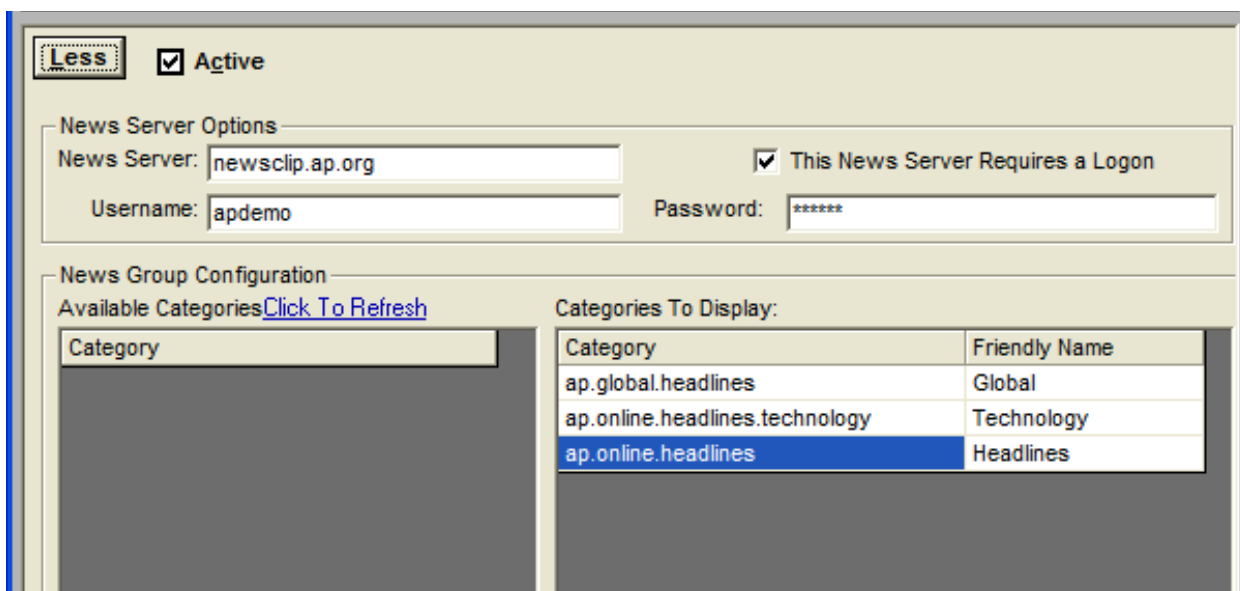 Less Active
News Server Options
News Server: newsclip.ap.org This News Server Requires a Logon
Username: apdemo Password: ******
News Group Configuration
Available CategoriesClick To Refresh Categories To Display:
Category Category Friendly Name
ap.global.headlines Global
ap.online.headlines.technology Technology
ap.online.headlines Headlines